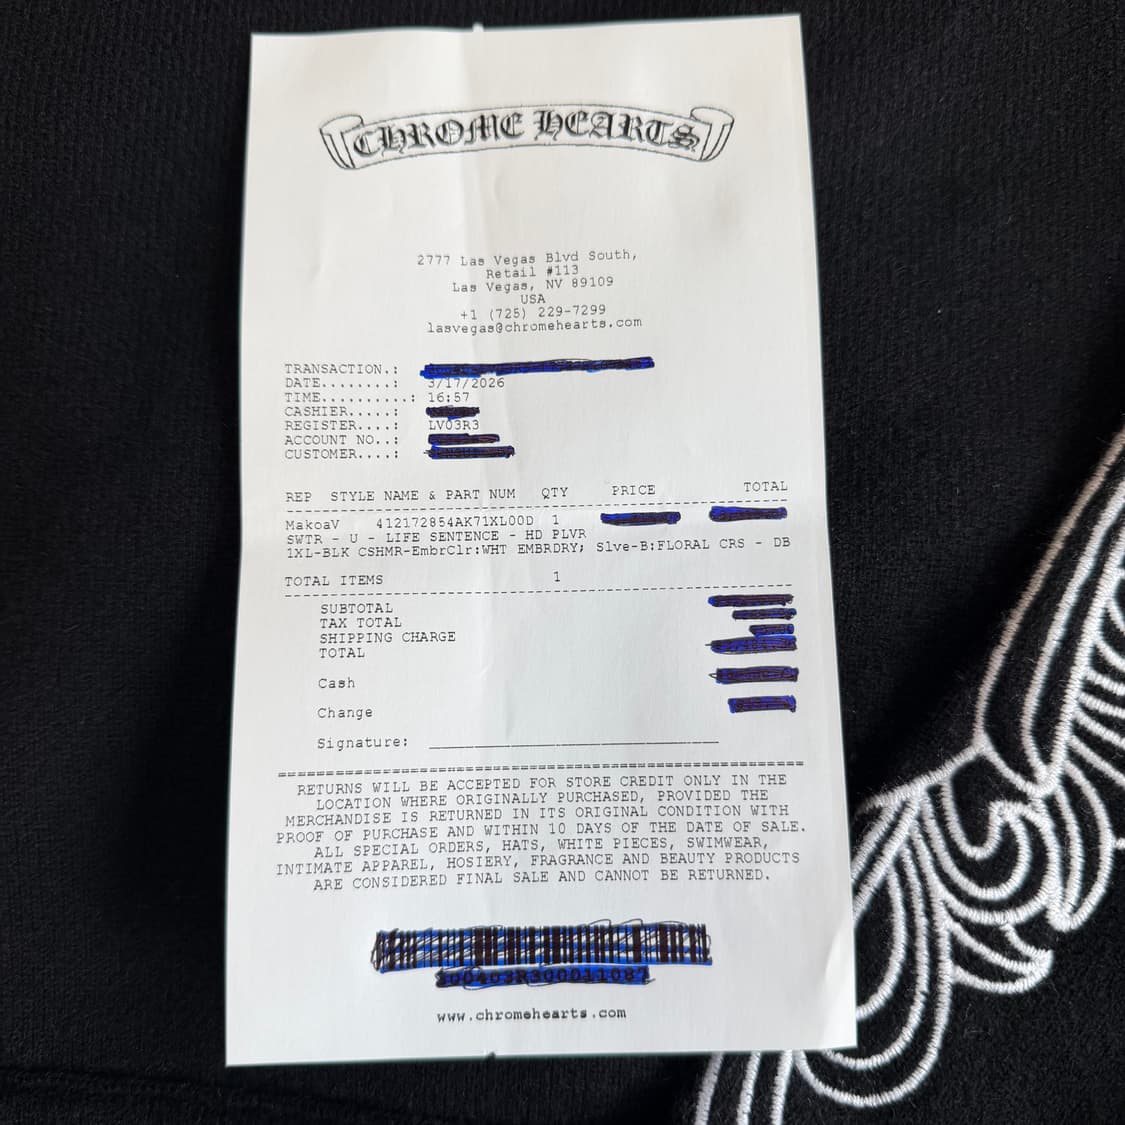 CHROME HEARTS
2777 Las Vegas Blvd South,
Retail #113
Las Vegas, NV 89109
USA
+1 (725) 229-7299
lasvegas@chromehearts.com
TRANSACTION.:
DATE........: 3/17/2026
TIME..........: 16:57
CASHIER.....:
REGISTER....: LV03R3
ACCOUNT NO..:
CUSTOMER....:
REP STYLE NAME & PART NUM QTY PRICE TOTAL
MakoaV 412172854AK71XL00D 1
SWTR - U - LIFE SENTENCE - HD PLVR
1XL-BLK CSHMR-EmbrClr:WHT EMBRDRY; Slve-B:FLORAL CRS - DB
TOTAL ITEMS 1
SUBTOTAL
TAX TOTAL
SHIPPING CHARGE
TOTAL
Cash
Change
Signature:
RETURNS WILL BE ACCEPTED FOR STORE CREDIT ONLY IN THE
LOCATION WHERE ORIGINALLY PURCHASED, PROVIDED THE
MERCHANDISE IS RETURNED IN ITS ORIGINAL CONDITION WITH
PROOF OF PURCHASE AND WITHIN 10 DAYS OF THE DATE OF SALE.
ALL SPECIAL ORDERS, HATS, WHITE PIECES, SWIMWEAR,
INTIMATE APPAREL, HOSIERY, FRAGRANCE AND BEAUTY PRODUCTS
ARE CONSIDERED FINAL SALE AND CANNOT BE RETURNED.
www.chromehearts.com